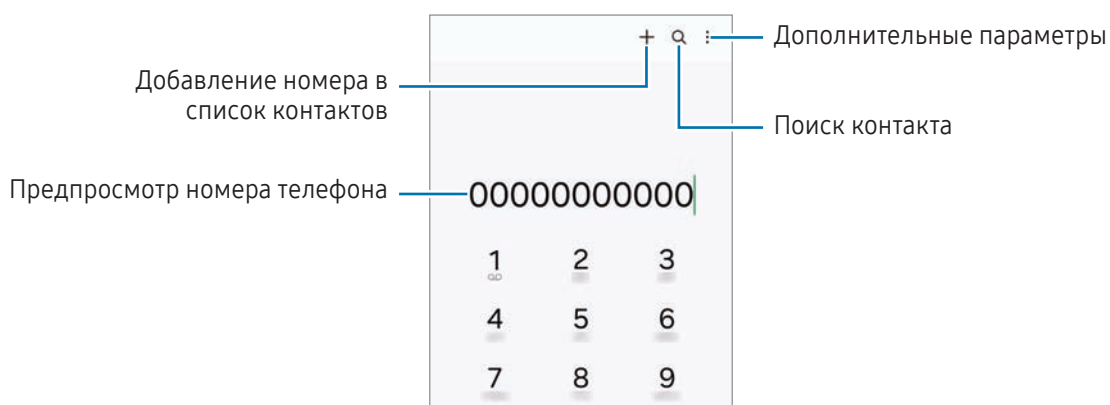 Дополнительные параметры
Добавление номера в
список контактов
Поиск контакта
Предпросмотр номера телефона
00000000000
1 2 3
4 5 6
7 8 9